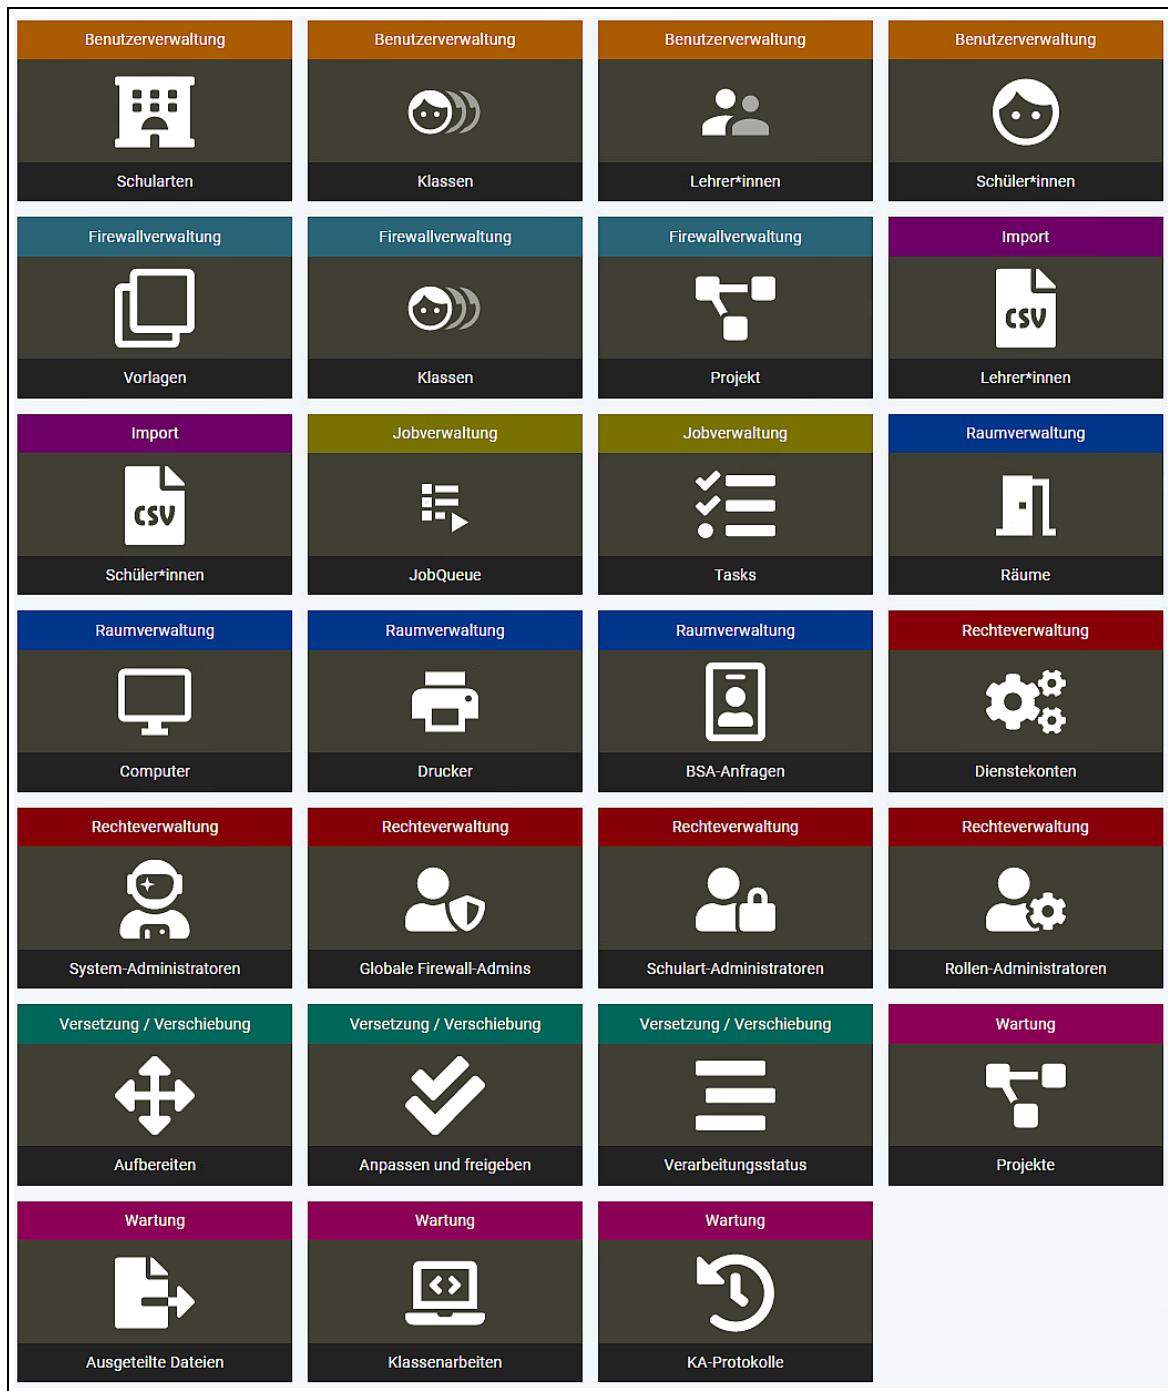 Benutzerverwaltung Benutzerverwaltung Benutzerverwaltung Benutzerverwaltung
Schularten Klassen Lehrer*innen Schüler*innen
Firewallverwaltung Firewallverwaltung Firewallverwaltung Import
CSV
Vorlagen Klassen Projekt Lehrer*innen
Import Jobverwaltung Jobverwaltung Raumverwaltung
CSV
Schüler*innen JobQueue Tasks Räume
Raumverwaltung Raumverwaltung Raumverwaltung Rechteverwaltung
Computer Drucker BSA-Anfragen Dienstekonten
Rechteverwaltung Rechteverwaltung Rechteverwaltung Rechteverwaltung
System-Administratoren Globale Firewall-Admins Schulart-Administratoren Rollen-Administratoren
Versetzung / Verschiebung Versetzung / Verschiebung Versetzung / Verschiebung Wartung
Aufbereiten Anpassen und freigeben Verarbeitungsstatus Projekte
Wartung Wartung Wartung
Ausgeteilte Dateien Klassenarbeiten KA-Protokolle